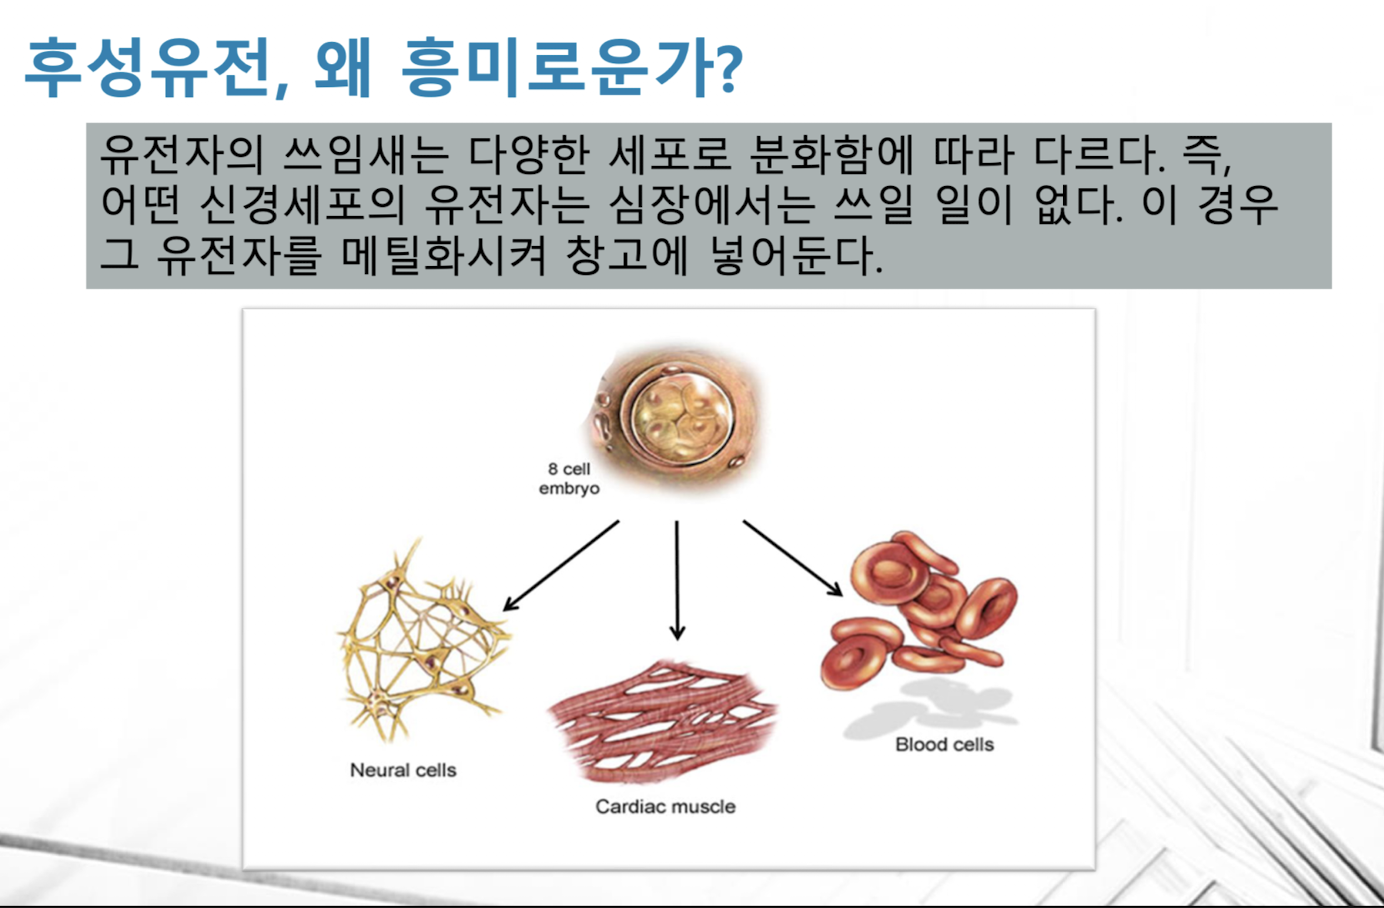 후성유전, 왜 흥미로운가?
유전자의 쓰임새는 다양한 세포로 분화함에 따라 다르다. 즉,
어떤 신경세포의 유전자는 심장에서는 쓰일 일이 없다. 이 경우
그 유전자를 메틸화시켜 창고에 넣어둔다.
8 cell
embryo
Neural cells
Cardiac muscle
Blood cells